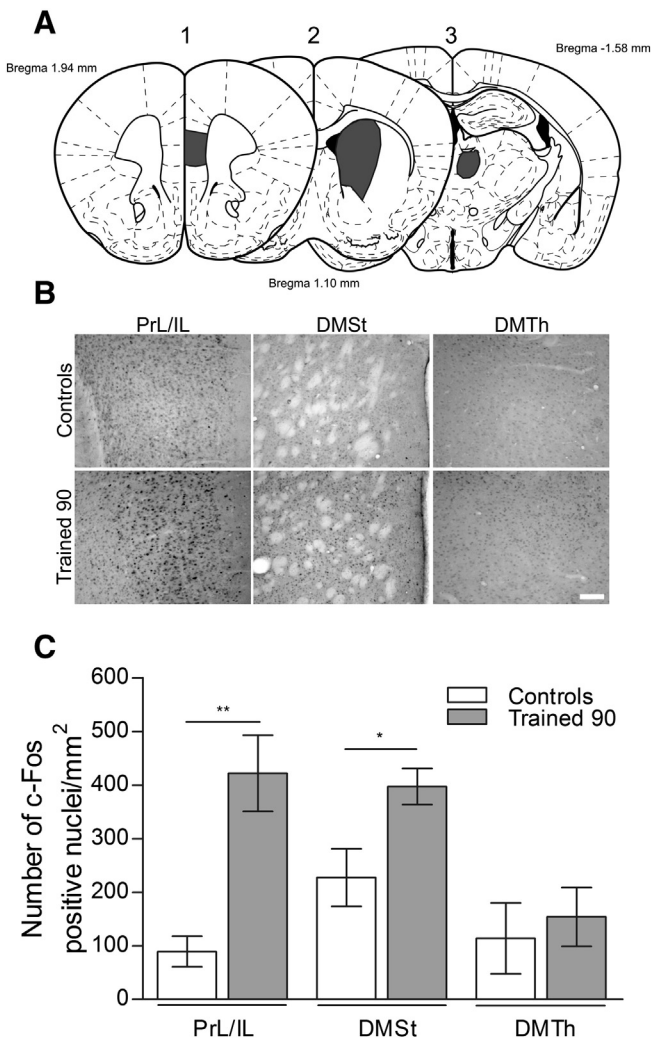 A
1 2 3
Bregma 1.94 mm
Bregma -1.58 mm
Bregma 1.10 mm
B
PrL/IL DMSt DMTh
Controls
Trained 90
C
Number of c-Fos
positive nuclei/mm²
600
500
400
300
200
100
0
** 
*
Controls
Trained 90
PrL/IL DMSt DMTh